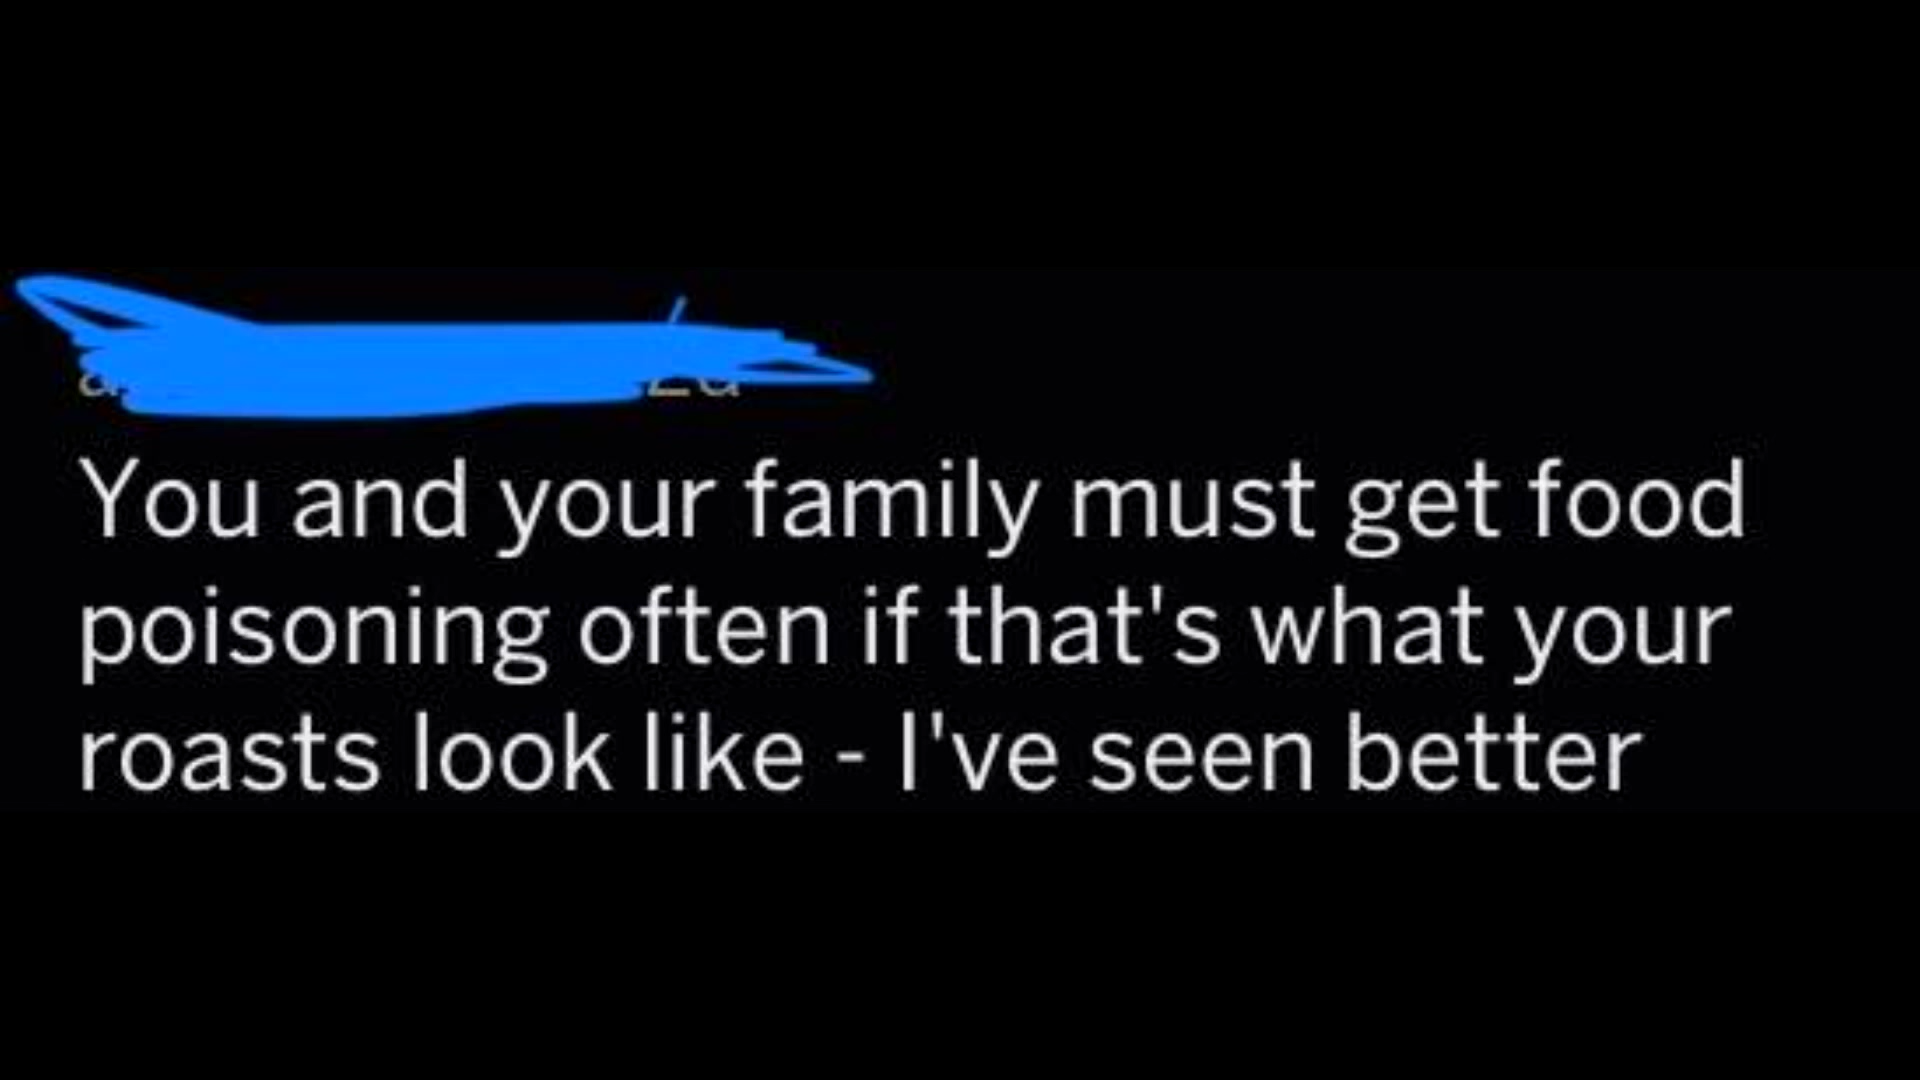 You and your family must get food
poisoning often if that's what your
roasts look like - I've seen better